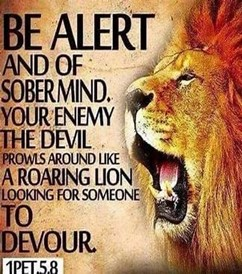 BE ALERT
AND OF
SOBER MIND.
YOUR ENEMY
THE DEVIL
PROWLS AROUND LIKE
A ROARING LION
LOOKING FOR SOMEONE
TO
DEVOUR.
1PET.5.8